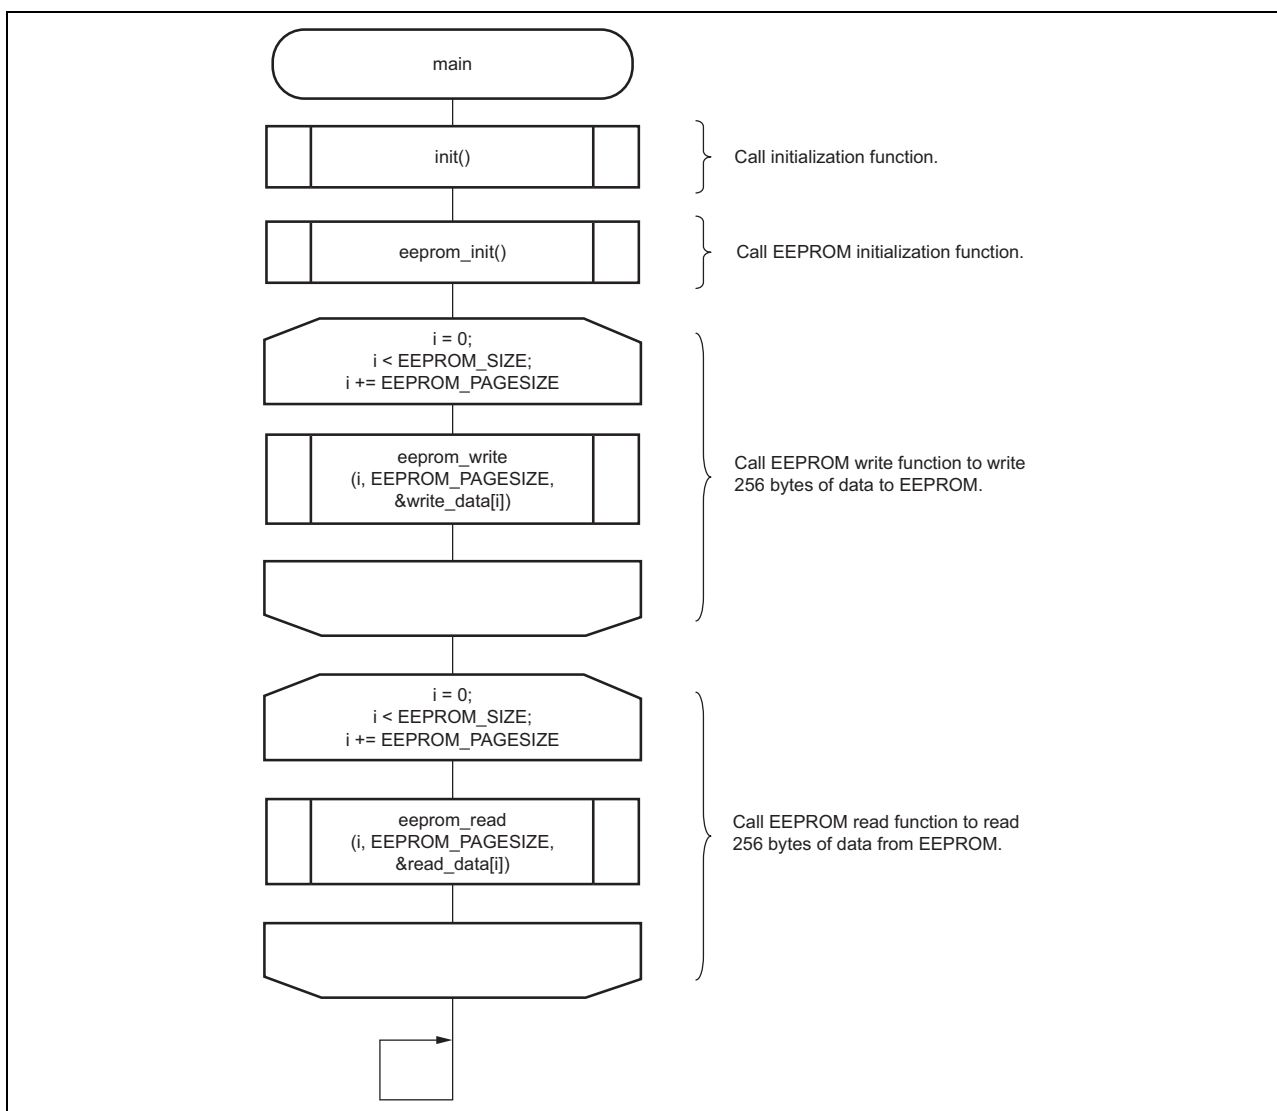 main
init()
Call initialization function.
eeprom_init()
Call EEPROM initialization function.
i = 0;
i < EEPROM_SIZE;
i += EEPROM_PAGESIZE
eeprom_write
(i, EEPROM_PAGESIZE,
&write_data[i])
Call EEPROM write function to write
256 bytes of data to EEPROM.
i = 0;
i < EEPROM_SIZE;
i += EEPROM_PAGESIZE
eeprom_read
(i, EEPROM_PAGESIZE,
&read_data[i])
Call EEPROM read function to read
256 bytes of data from EEPROM.